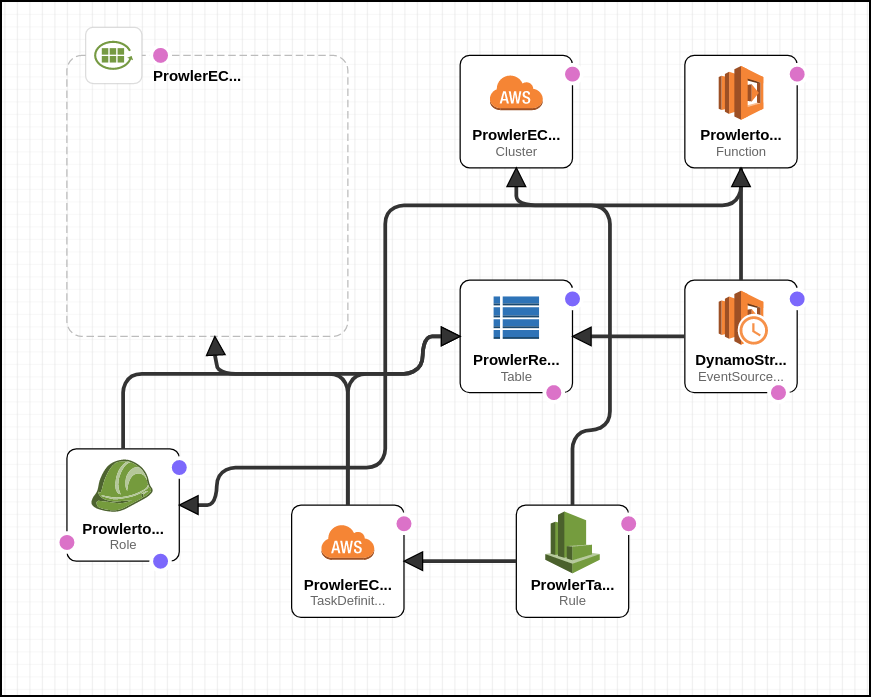 ProwlerEC...
AWS
ProwlerEC...
Cluster
Prowlerto...
Function
ProwlerRe...
Table
DynamoStr...
EventSource...
Prowlerto...
Role
AWS
ProwlerEC...
TaskDefinit...
ProwlerTa...
Rule